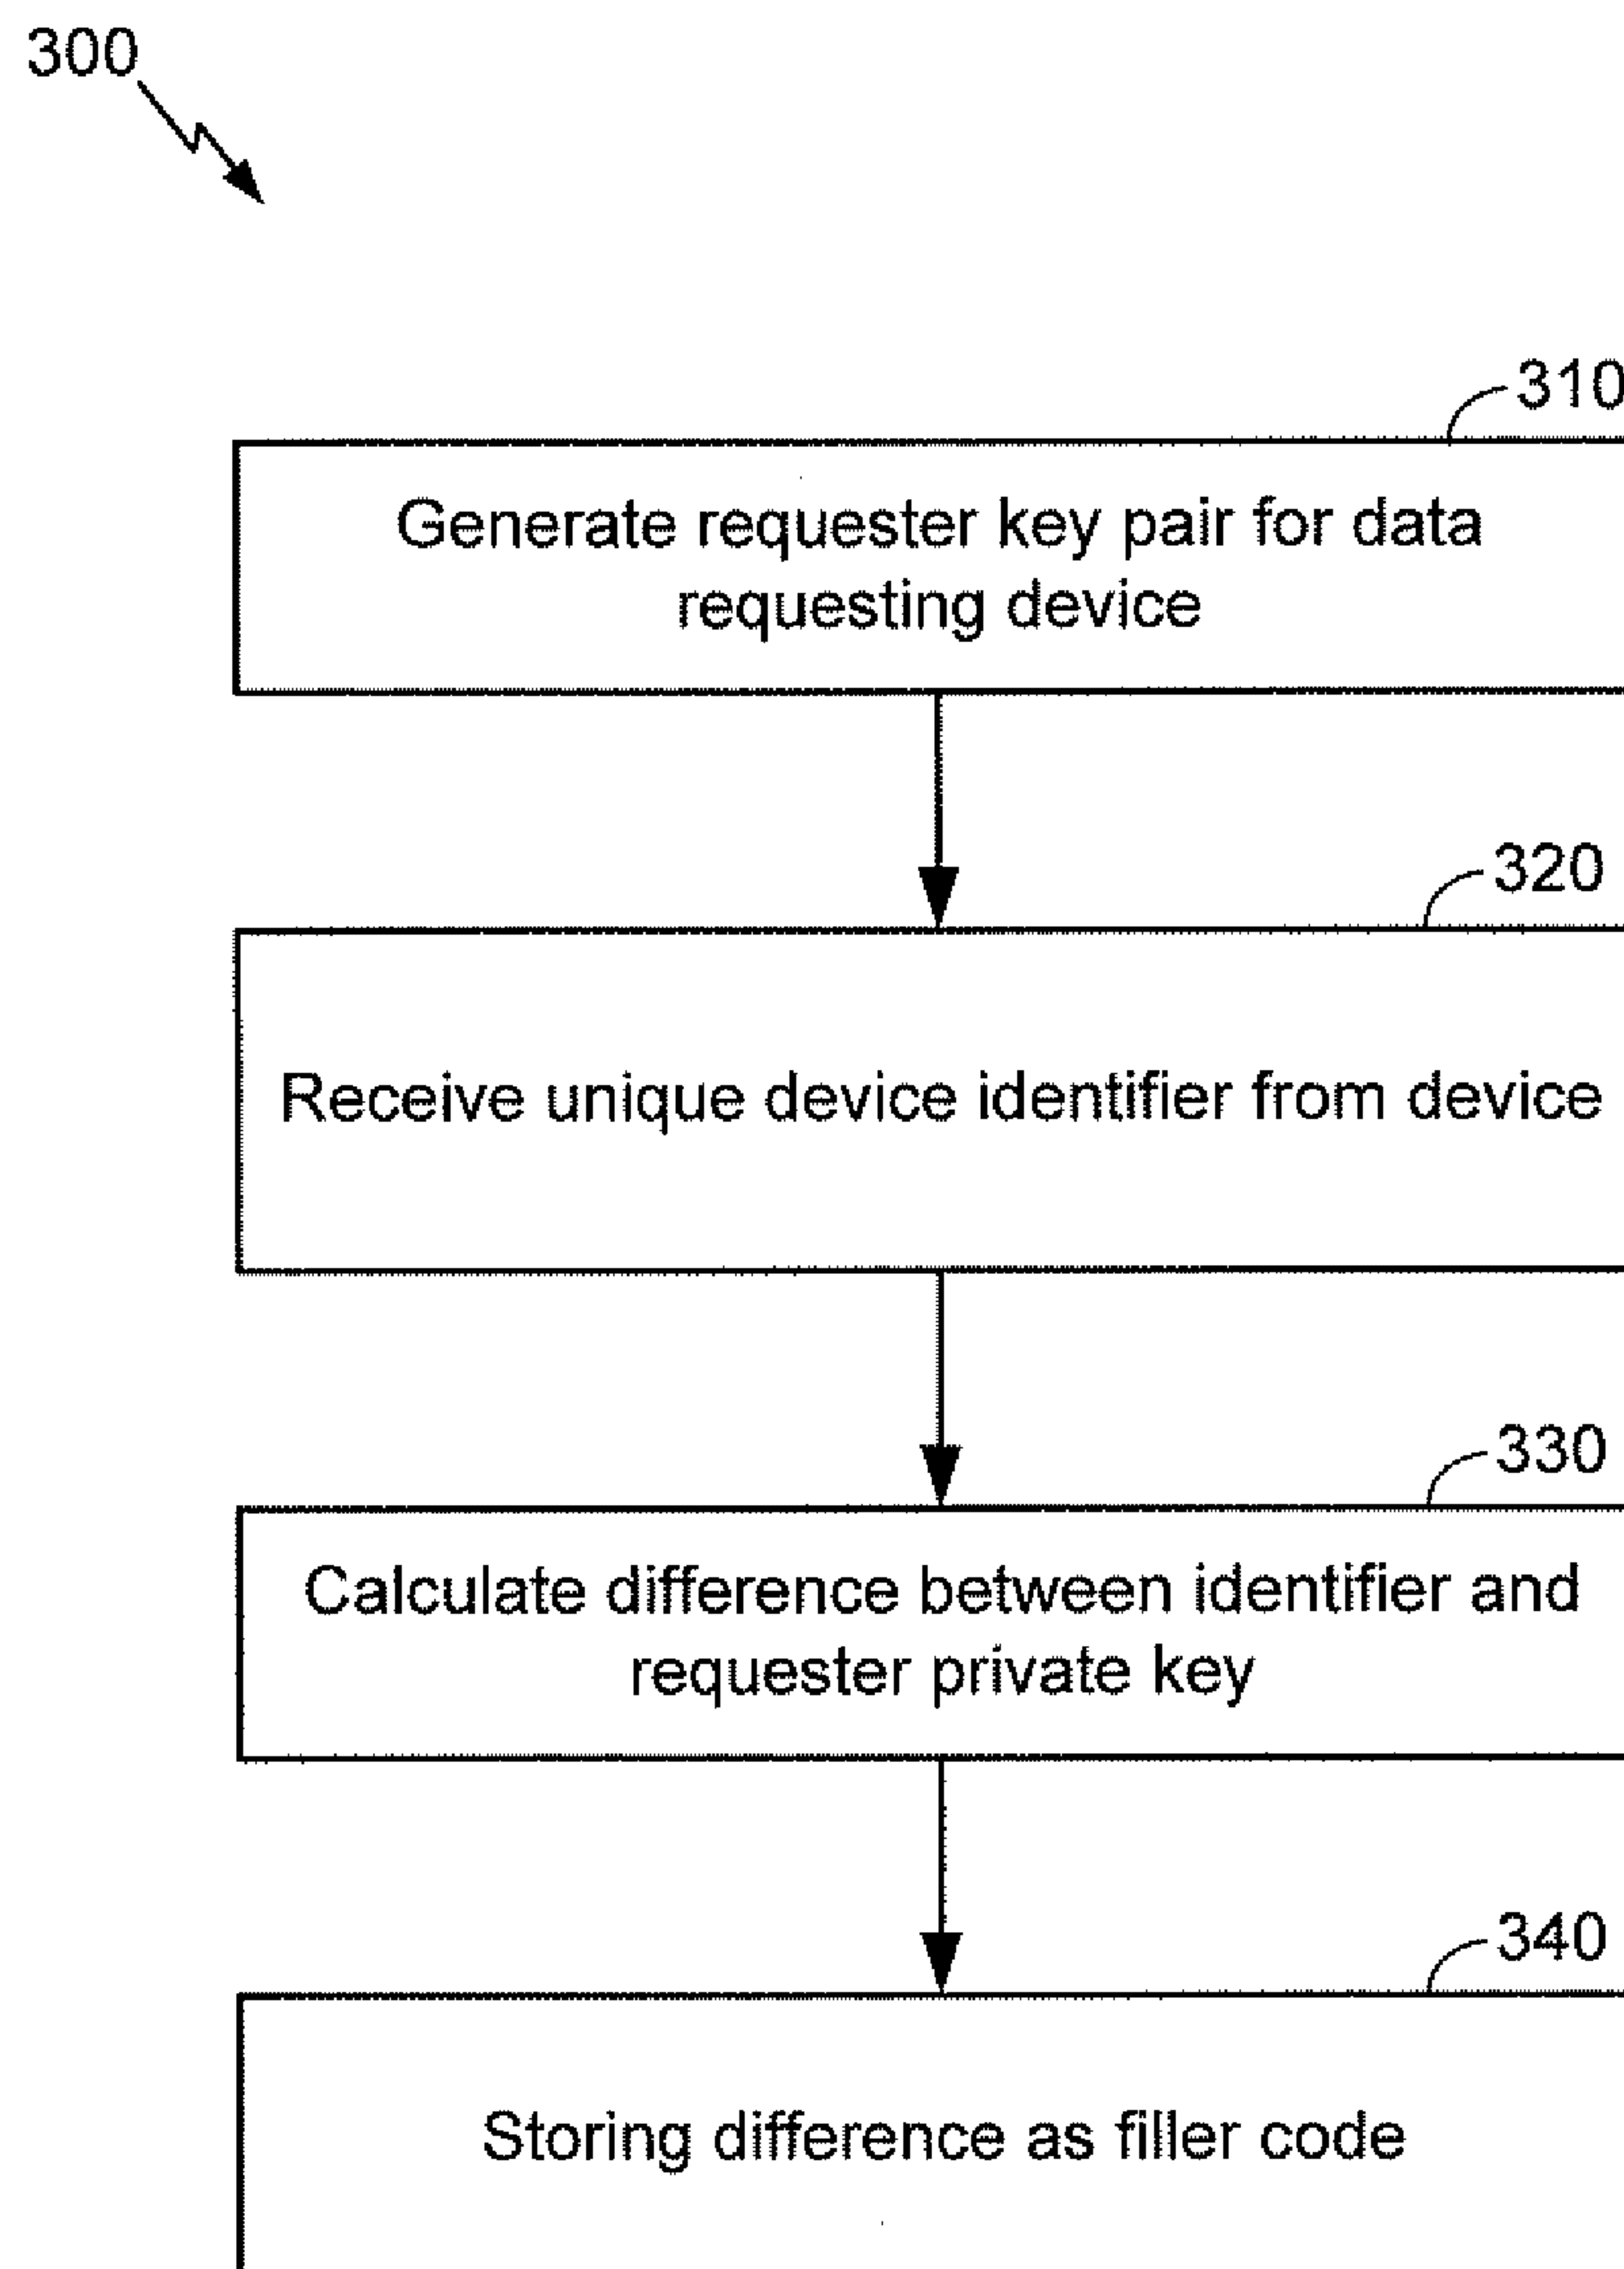 300
310
Generate requester key pair for data
requesting device
320
Receive unique device identifier from device
330
Calculate difference between identifier and
requester private key
340
Storing difference as filler code